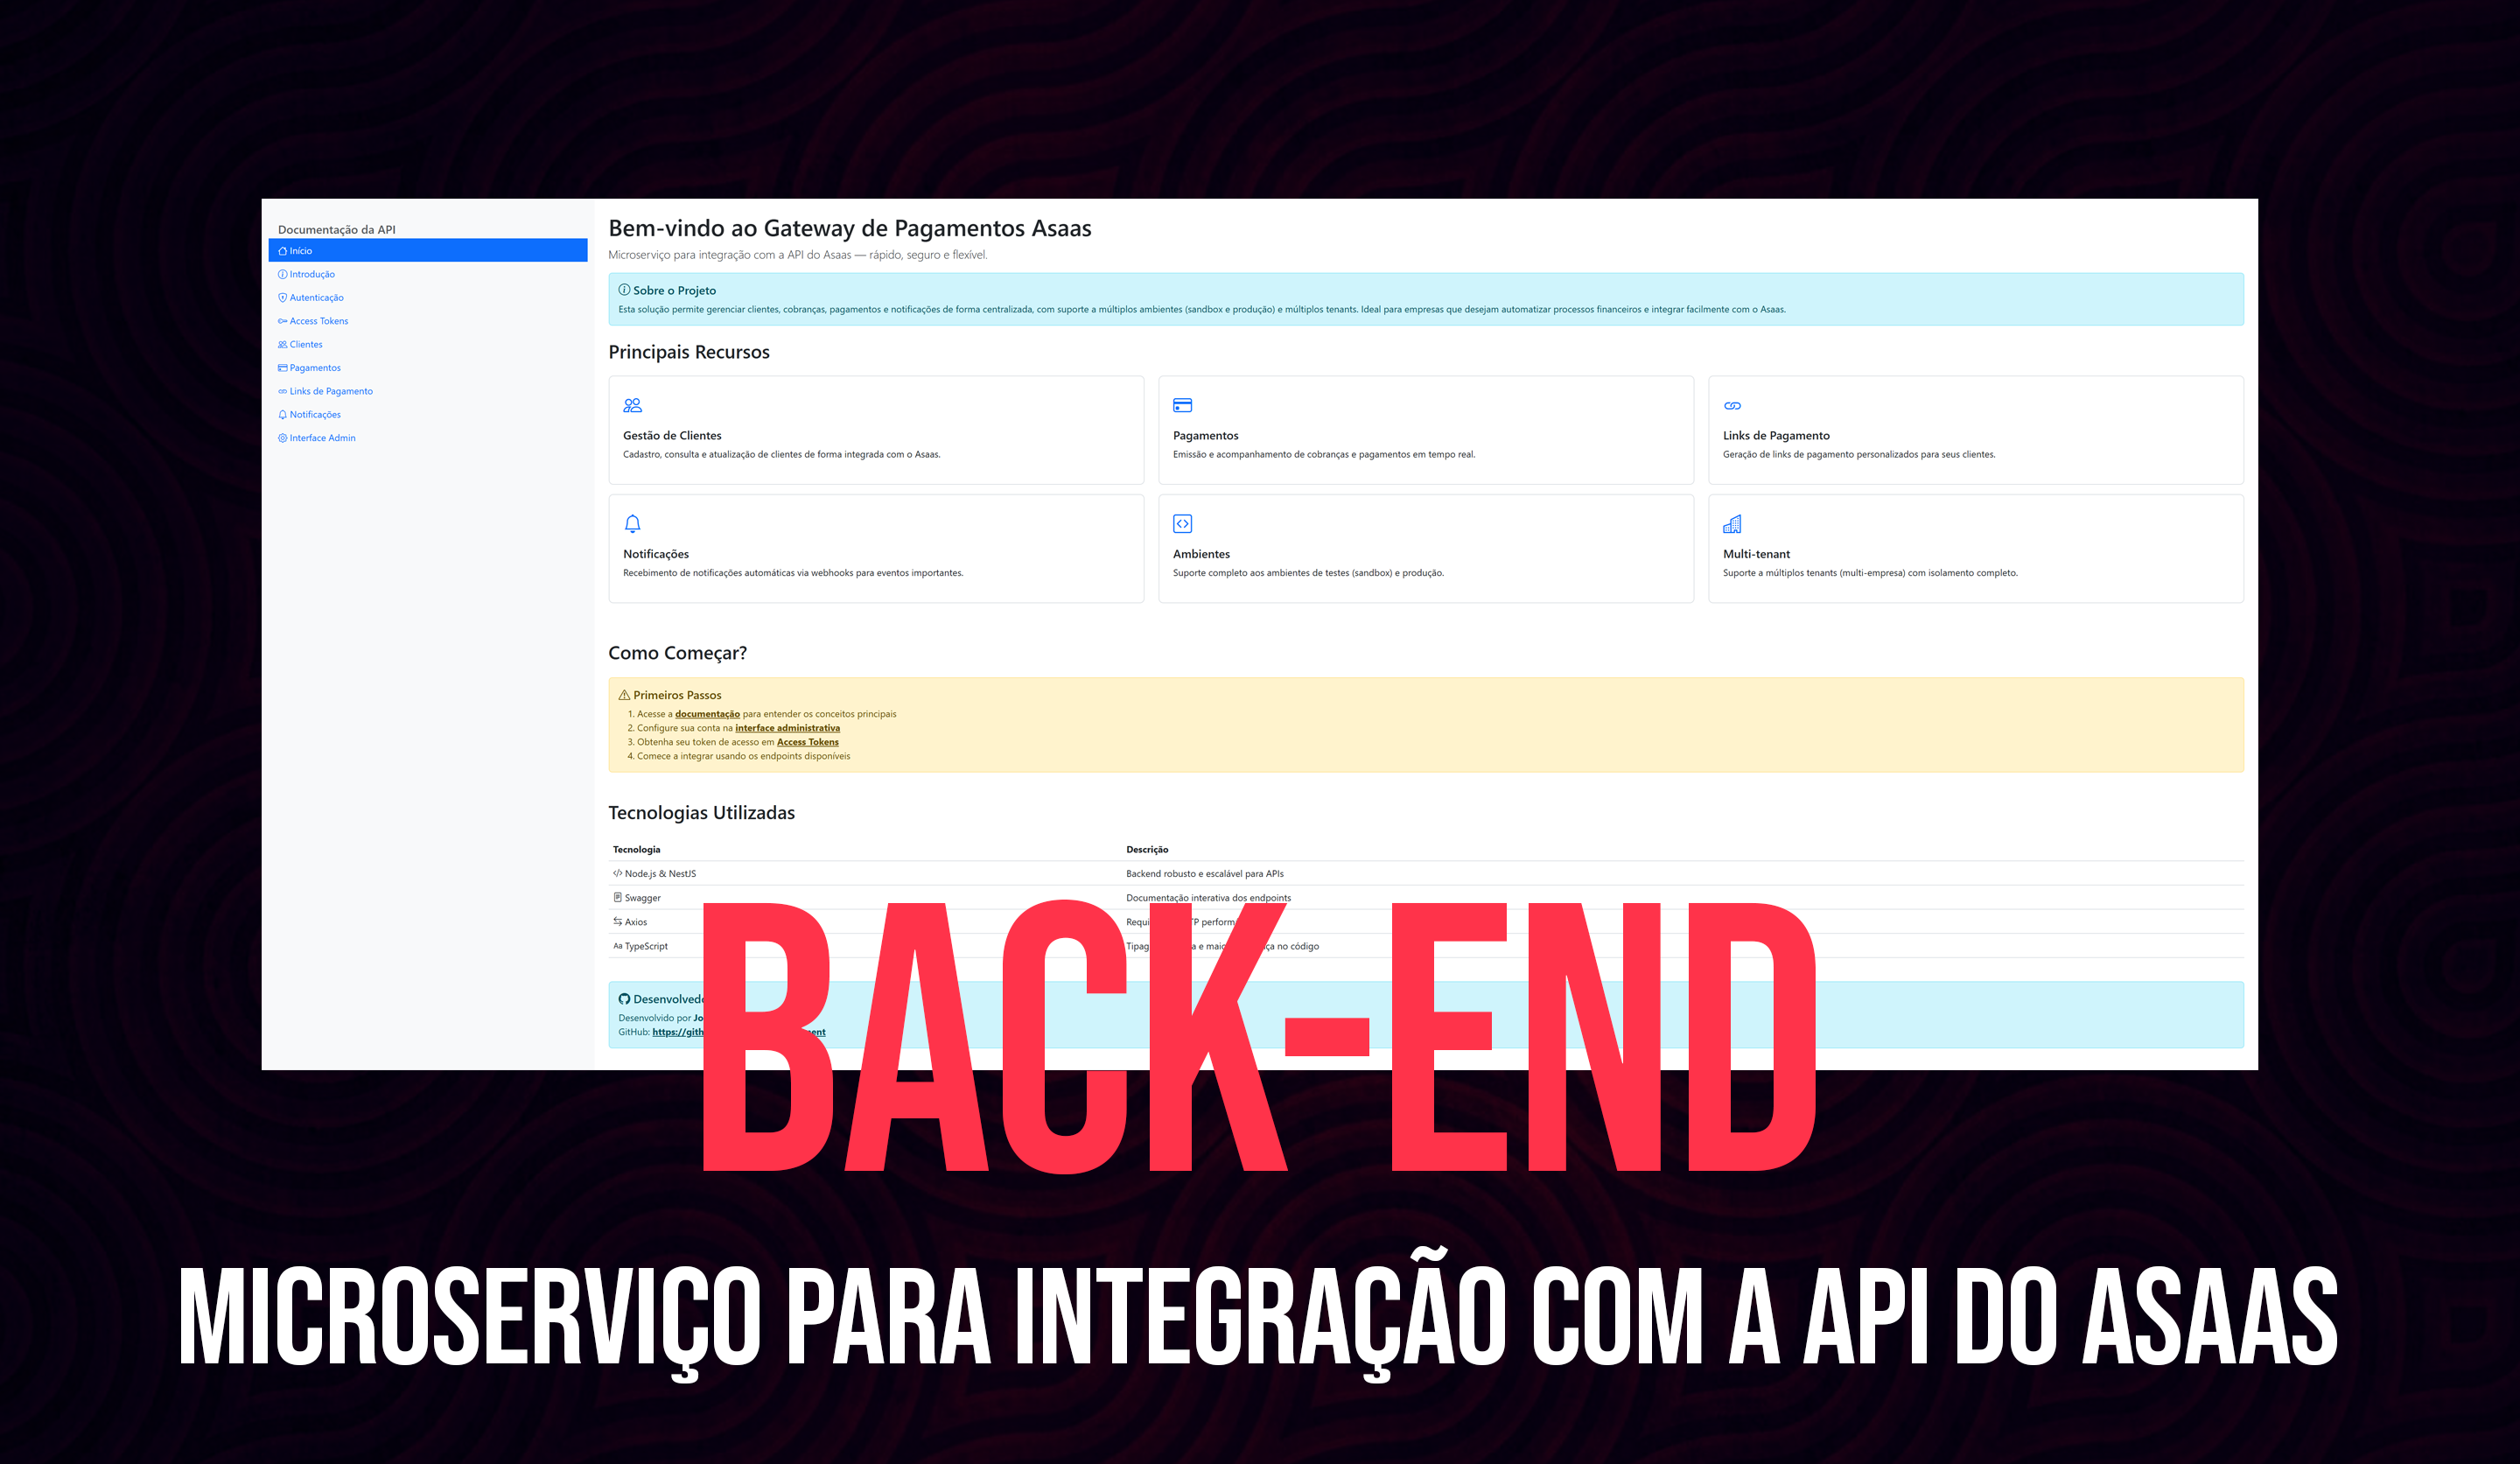 Documentação da API
Início
Introdução
Autenticação
Access Tokens
Clientes
Pagamentos
Links de Pagamento
Notificações
Interface Admin
Bem-vindo ao Gateway de Pagamentos Asaas
Microserviço para integração com a API do Asaas — rápido, seguro e flexível.
Sobre o Projeto
Esta solução permite gerenciar clientes, cobranças, pagamentos e notificações de forma centralizada, com suporte a múltiplos ambientes (sandbox e produção) e múltiplos tenants. Ideal para empresas que desejam automatizar processos financeiros e integrar facilmente com o Asaas.
Principais Recursos
Gestão de Clientes
Cadastro, consulta e atualização de clientes de forma integrada com o Asaas.
Pagamentos
Emissão e acompanhamento de cobranças e pagamentos em tempo real.
Links de Pagamento
Geração de links de pagamento personalizados para seus clientes.
Notificações
Recebimento de notificações automáticas via webhooks para eventos importantes.
Ambientes
Suporte completo aos ambientes de testes (sandbox) e produção.
Multi-tenant
Suporte a múltiplos tenants (multi-empresa) com isolamento completo.
Como Começar?
Primeiros Passos
1. Acesse a documentação para entender os conceitos principais
2. Configure sua conta na interface administrativa
3. Obtenha seu token de acesso em Access Tokens
4. Comece a integrar usando os endpoints disponíveis
Tecnologias Utilizadas
Tecnologia Descrição
Node.js & NestJS Backend robusto e escalável para APIs
Swagger Documentação interativa dos endpoints
Axios
Aa TypeScript e no código
Desenvolvido por
GitHub:
BACK-END
MICROSERVIÇO PARA INTEGRAÇÃO COM A API DO ASAAS